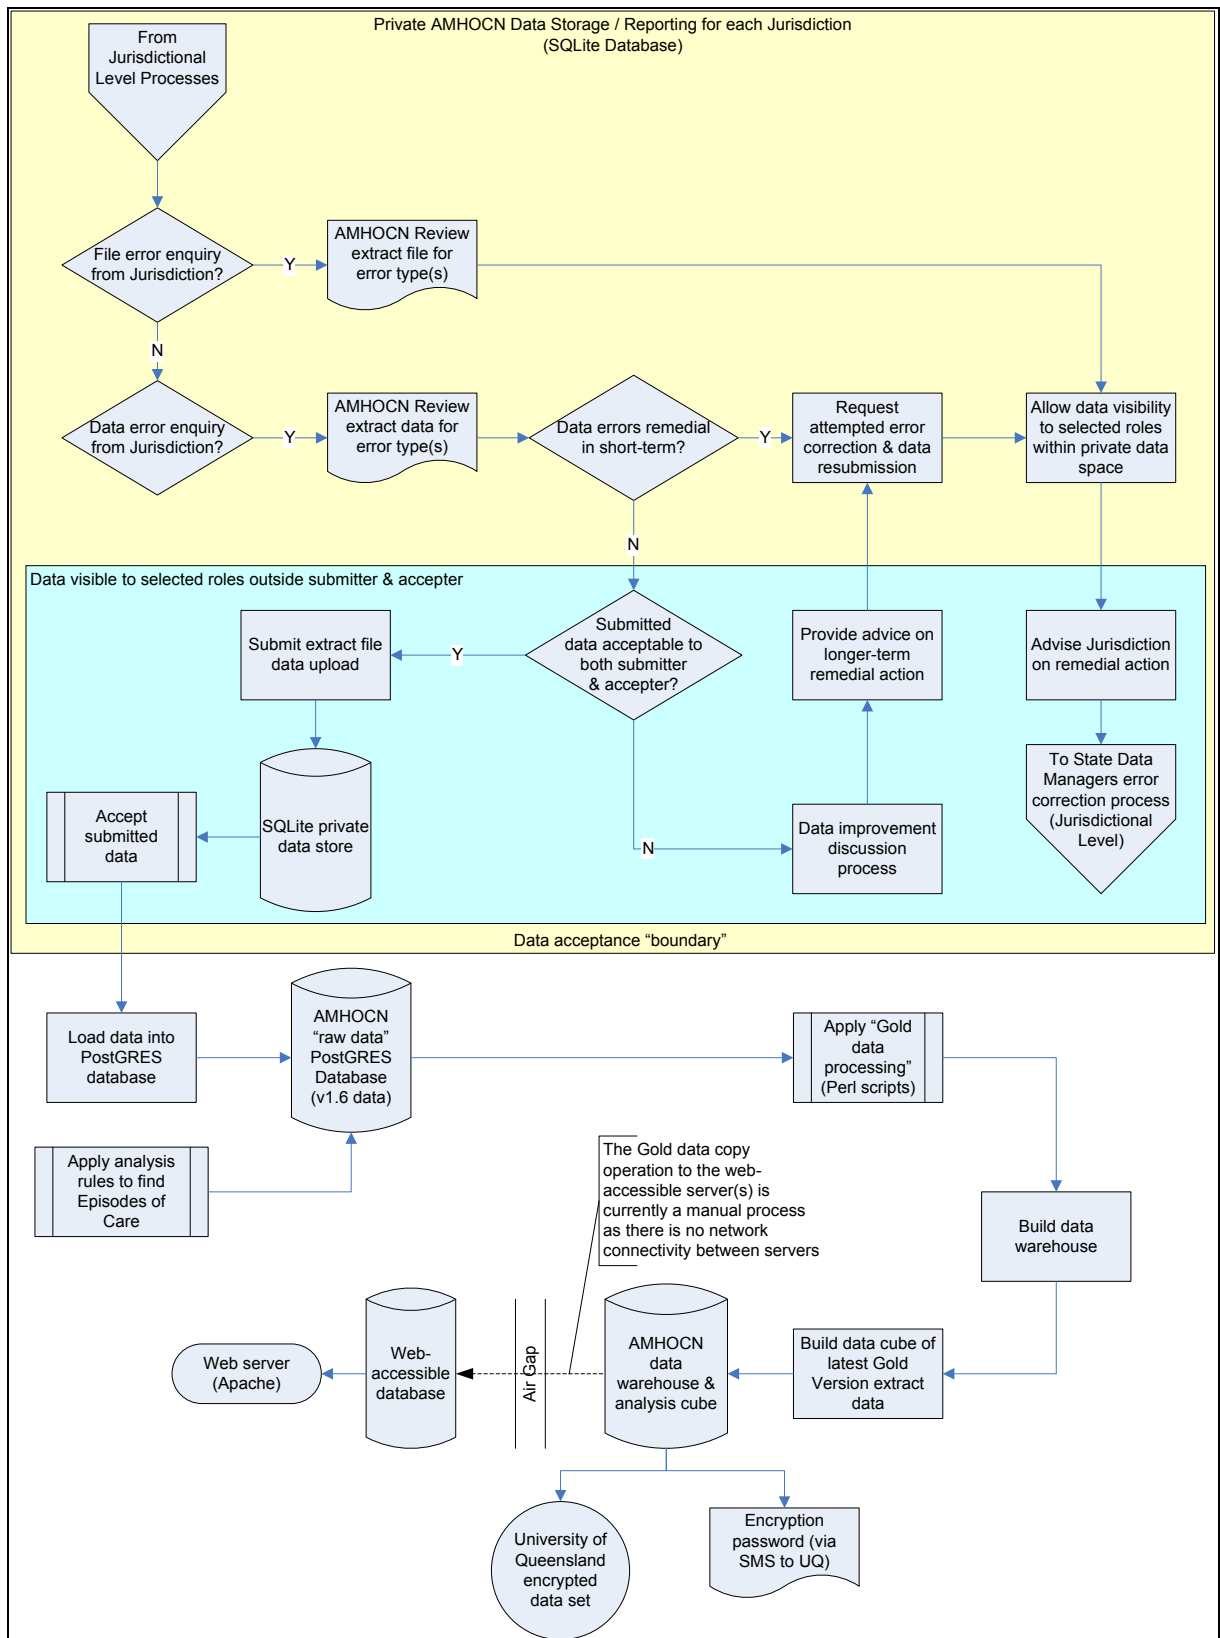 Private AMHOCN Data Storage / Reporting for each Jurisdiction
(SQLite Database)
From
Jurisdictional
Level Processes
File error enquiry
from Jurisdiction?
Y
AMHOCN Review
extract file for
error type(s)
N
Data error enquiry
from Jurisdiction?
Y
AMHOCN Review
extract data for
error type(s)
Data errors remedial
in short-term?
Y
Request
attempted error
correction & data
resubmission
Allow data visibility
to selected roles
within private data
space
N
Data visible to selected roles outside submitter & accepter
Submit extract file
data upload
Y
Submitted
data acceptable to
both submitter
& accepter?
Provide advice on
longer-term
remedial action
Advise Jurisdiction
on remedial action
Accept
submitted
data
SQLite private
data store
N
Data improvement
discussion
process
To State Data
Managers error
correction process
(Jurisdictional
Level)
Data acceptance “boundary”
Load data into
PostGRES
database
AMHOCN
“raw data”
PostGRES
Database
(v1.6 data)
Apply “Gold
data
processing”
(Perl scripts)
Apply analysis
rules to find
Episodes of
Care
The Gold data copy
operation to the web-
accessible server(s) is
currently a manual process
as there is no network
connectivity between servers
Build data
warehouse
Web server
(Apache)
Web-
accessible
database
Air Gap
AMHOCN
data
warehouse &
analysis cube
Build data cube of
latest Gold
Version extract
data
University of
Queensland
encrypted
data set
Encryption
password (via
SMS to UQ)